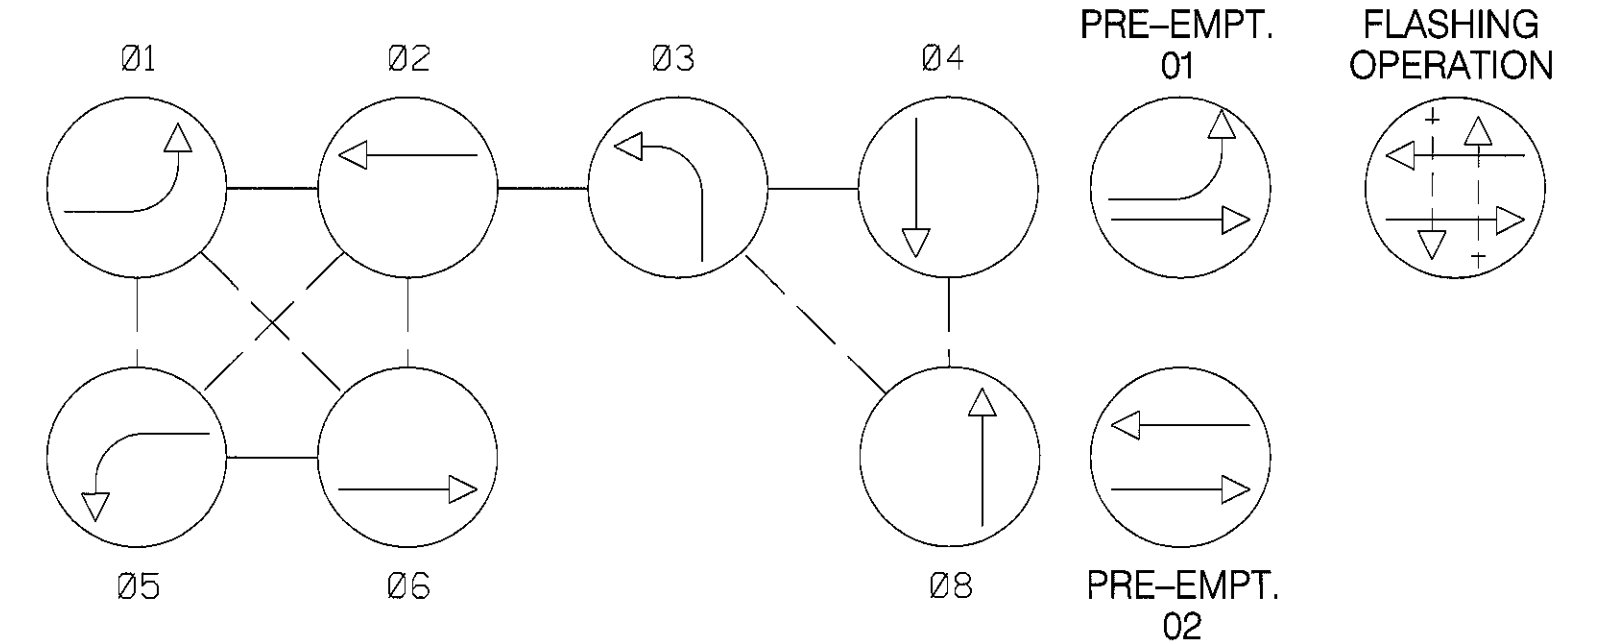 Ø1
Ø2
Ø3
Ø4
PRE–EMPT.
01
FLASHING
OPERATION
Ø5
Ø6
Ø8
PRE–EMPT.
02